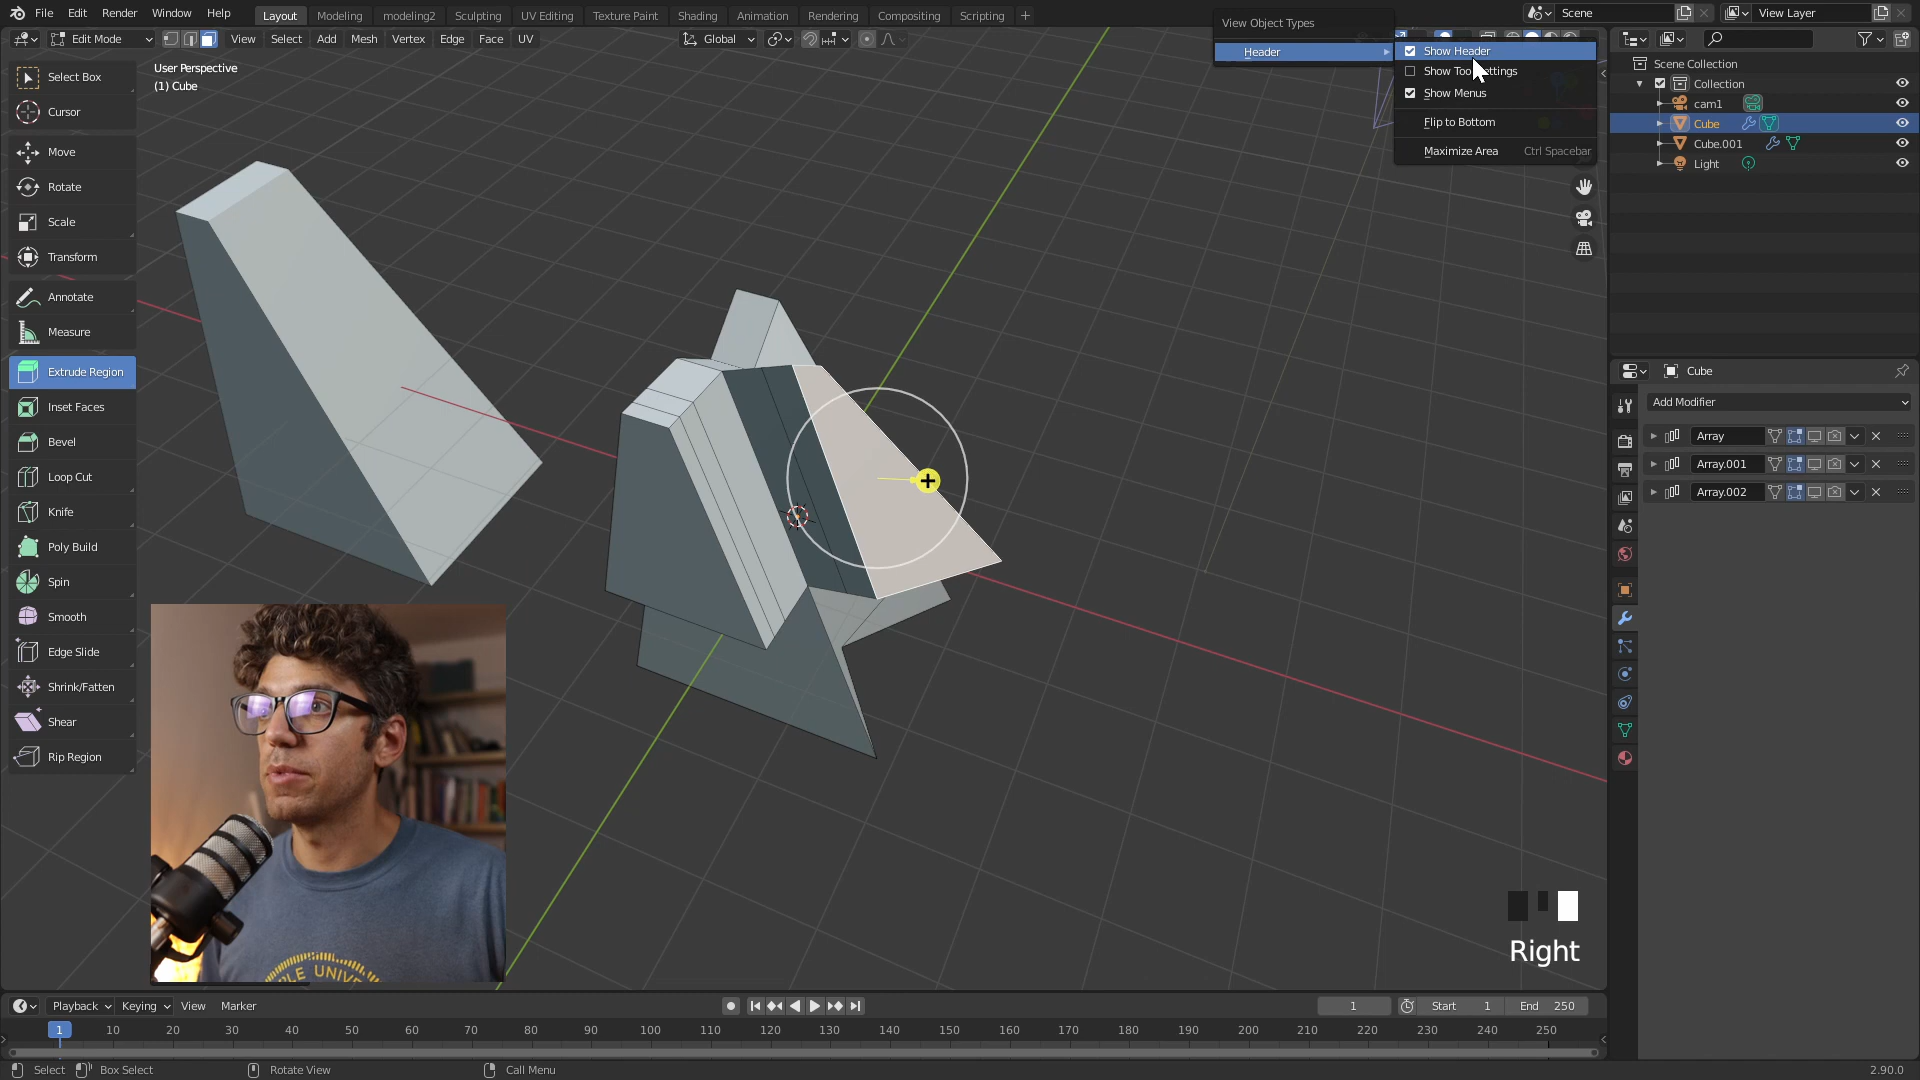 File Edit Render Window Help
Layout Modeling modeling2 Sculpting UV Editing Texture Paint Shading Animation Rendering Compositing Scripting +
Scene
View Layer
Edit Mode View Select Add Mesh Vertex Edge Face UV
Global
View Object Types
Header
Show Header
Show Tool Settings
Show Menus
Flip to Bottom
Maximize Area Ctrl Spacebar
User Perspective
(1) Cube
Select Box
Cursor
Move
Rotate
Scale
Transform
Annotate
Measure
Extrude Region
Inset Faces
Bevel
Loop Cut
Knife
Poly Build
Spin
Smooth
Edge Slide
Shrink/Fatten
Shear
Rip Region
Scene Collection
Collection
cam1
Cube
Cube.001
Light
Cube
Add Modifier
Array
Array.001
Array.002
Right
Playback Keying View Marker
1 Start 1 End 250
1 10 20 30 40 50 60 70 80 90 100 110 120 130 140 150 160 170 180 190 200 210 220 230 240 250
Select Box Select Rotate View Call Menu 2.90.0